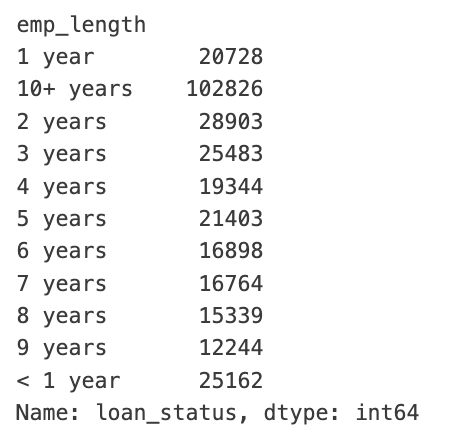 emp_length
1 year 20728
10+ years 102826
2 years 28903
3 years 25483
4 years 19344
5 years 21403
6 years 16898
7 years 16764
8 years 15339
9 years 12244
< 1 year 25162
Name: loan_status, dtype: int64